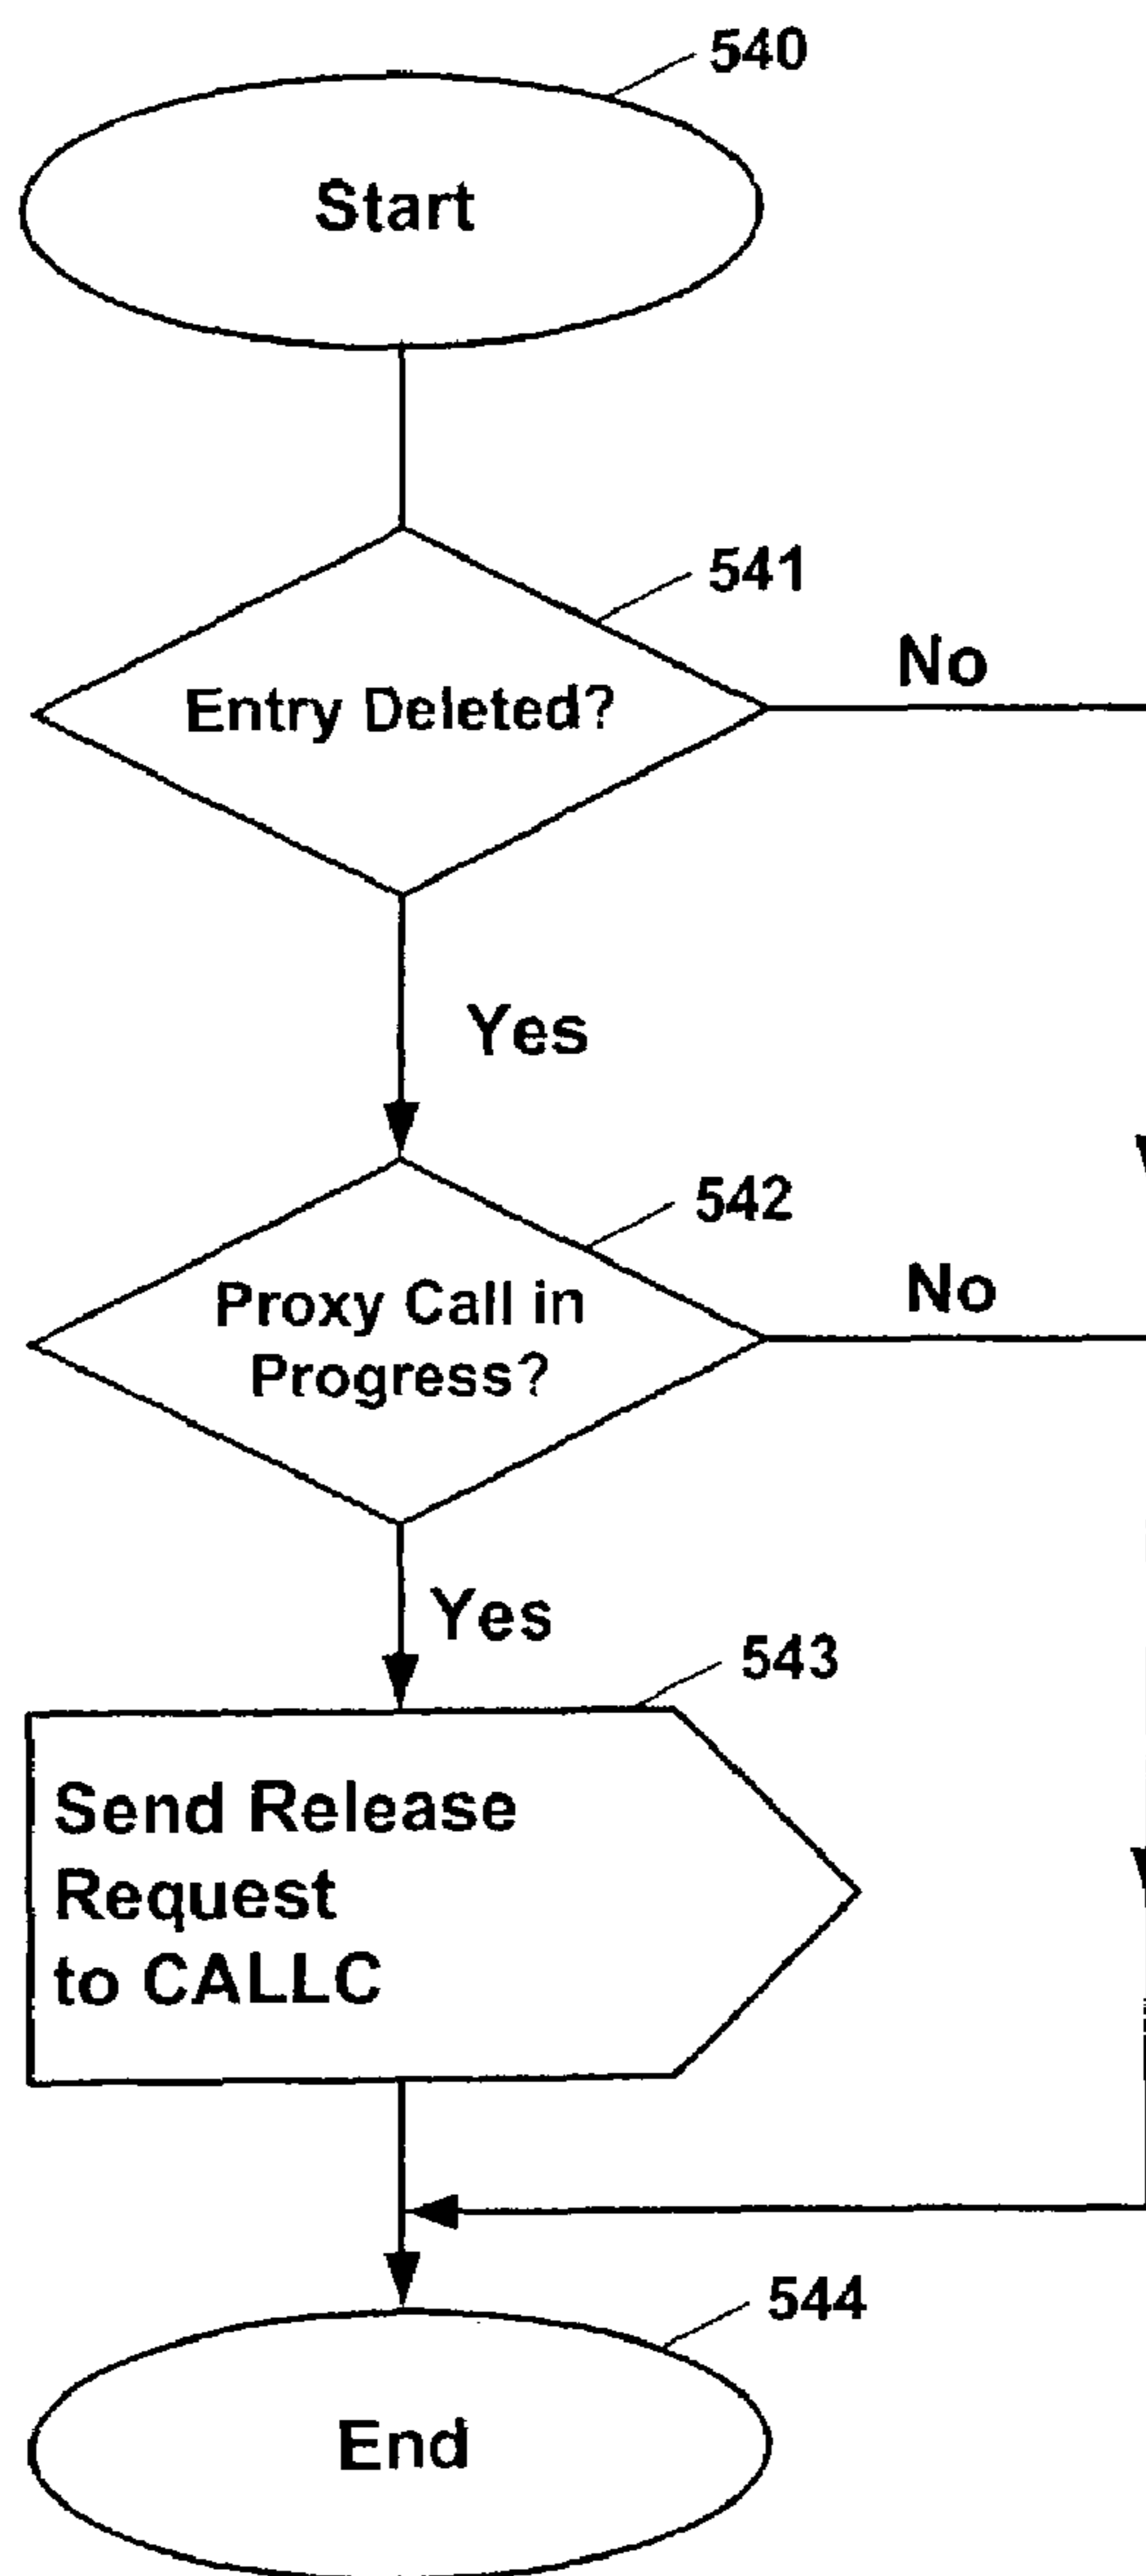 540
Start
541
Entry Deleted?
No
Yes
542
Proxy Call in
Progress?
No
Yes
543
Send Release
Request
to CALLC
544
End